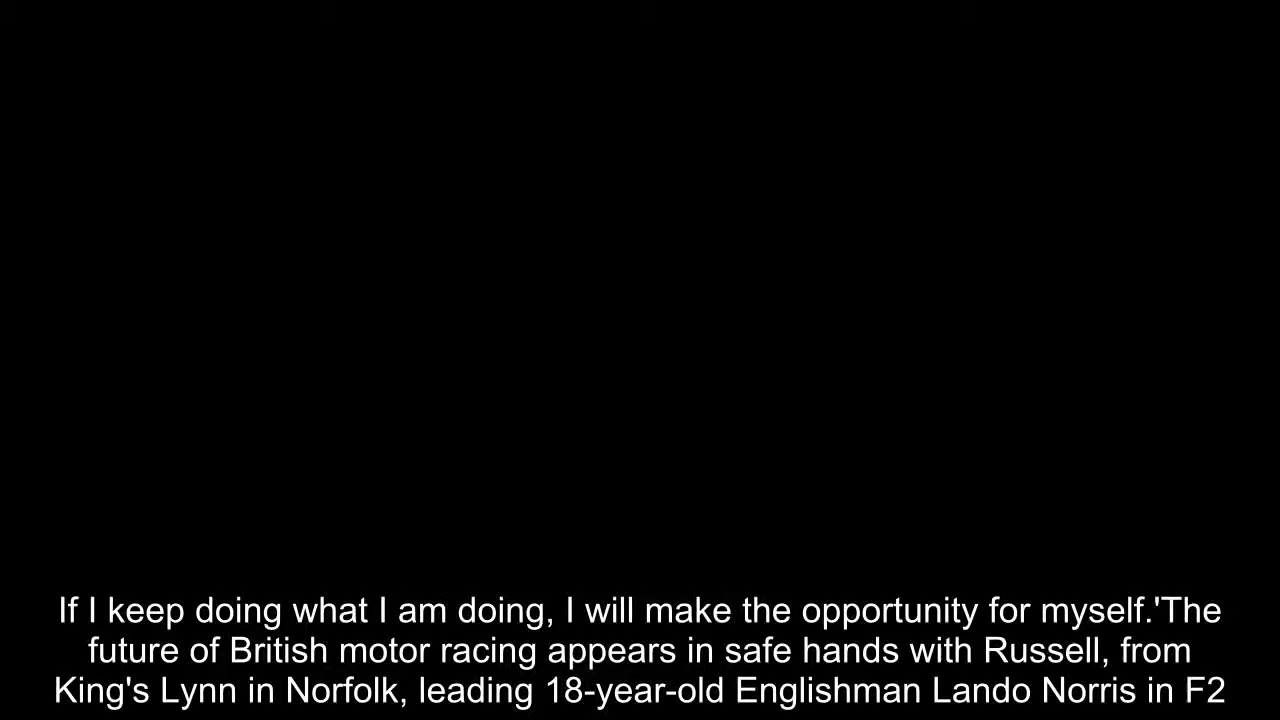 If I keep doing what I am doing, I will make the opportunity for myself.'The
future of British motor racing appears in safe hands with Russell, from
King's Lynn in Norfolk, leading 18-year-old Englishman Lando Norris in F2